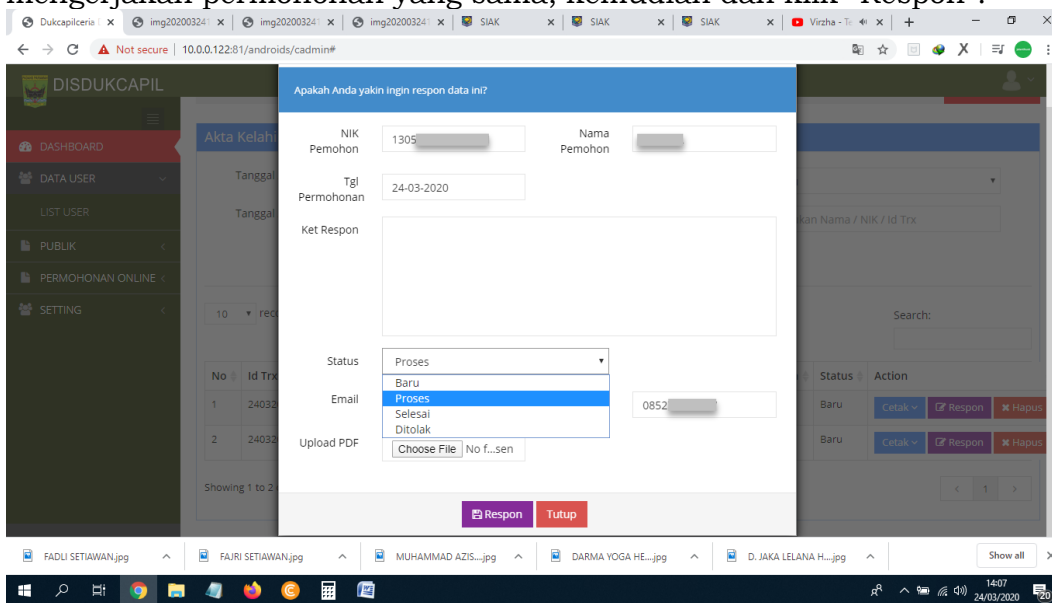 mengerjakan permohonan yang sama, kemudian dan klik "Respon".
Dukcapilceria
img20200324
img20200324
img20200324
SIAK
SIAK
SIAK
Virzha - Te
Not secure | 10.0.0.122:81/androids/cadmin#
DISDUKCAPIL
Apakah Anda yakin ingin respon data ini?
DASHBOARD
DATA USER
LIST USER
PUBLIK
PERMOHONAN ONLINE
SETTING
Akta Kelahi
Tanggal
Tanggal
kan Nama / NIK / Id Trx
NIK Pemohon 1305
Nama Pemohon
Tgl Permohonan 24-03-2020
Ket Respon
10 rec
Search:
Status Proses
Baru
Proses
Selesai
Ditolak
Email 0852
Upload PDF Choose File No f...sen
No Id Trx Status Action
1 2403 Baru Cetak Respon Hapus
2 2403 Baru Cetak Respon Hapus
Showing 1 to 2
1
Respon Tutup
FADLI SETIAWAN.jpg
FAJRI SETIAWAN.jpg
MUHAMMAD AZIS....jpg
DARMA YOGA HE....jpg
D. JAKA LELANA H....jpg
Show all
14:07
24/03/2020
20